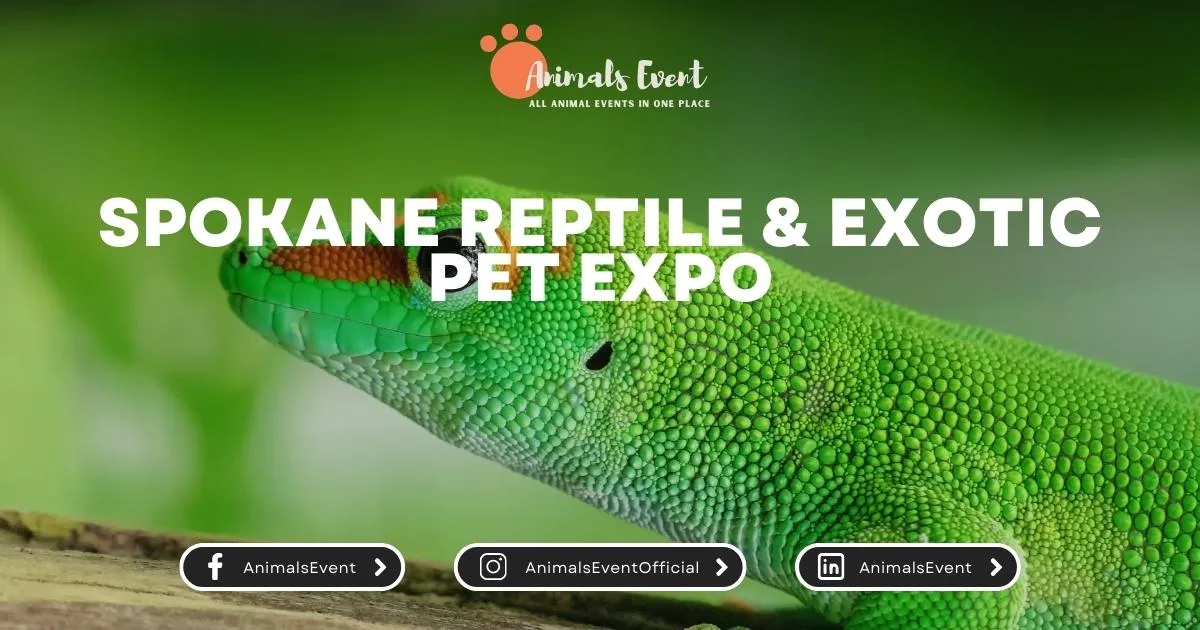 Animals Event
ALL ANIMAL EVENTS IN ONE PLACE
SPOKANE REPTILE & EXOTIC
PET EXPO
AnimalsEvent
AnimalsEventOfficial
AnimalsEvent